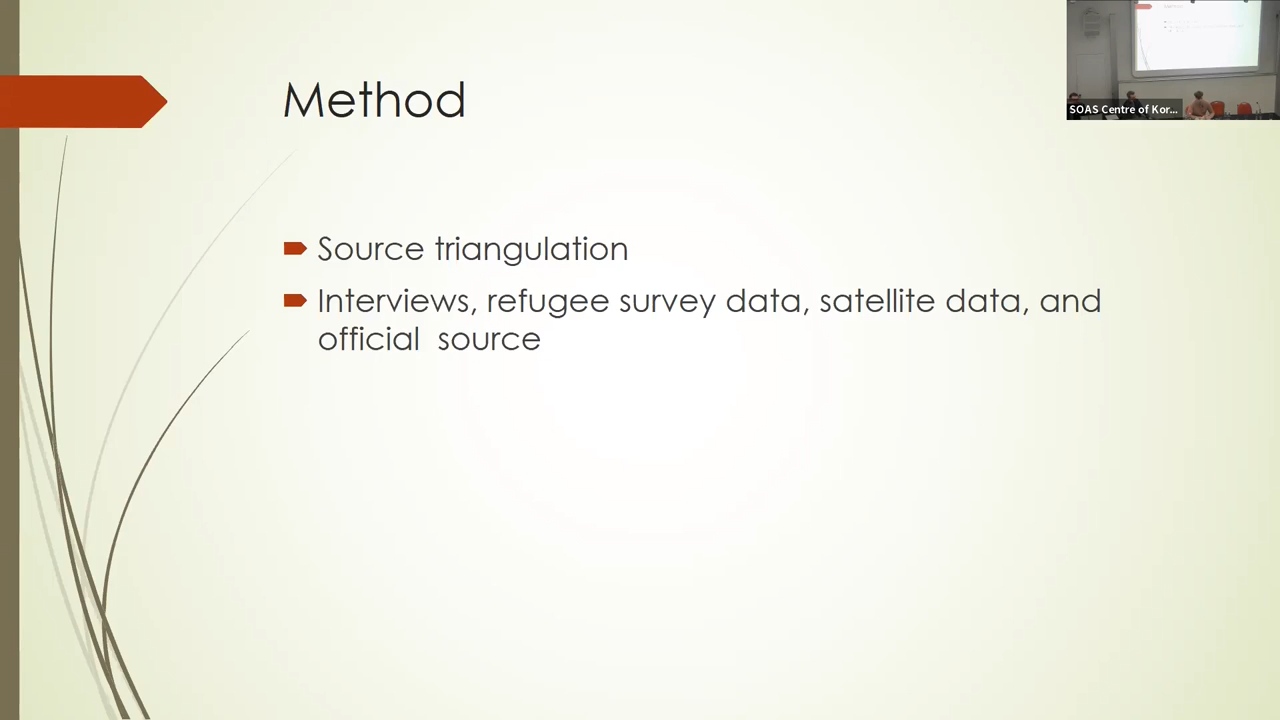 SOAS Centre of Kor...
Method
Source triangulation
Interviews, refugee survey data, satellite data, and
official  source